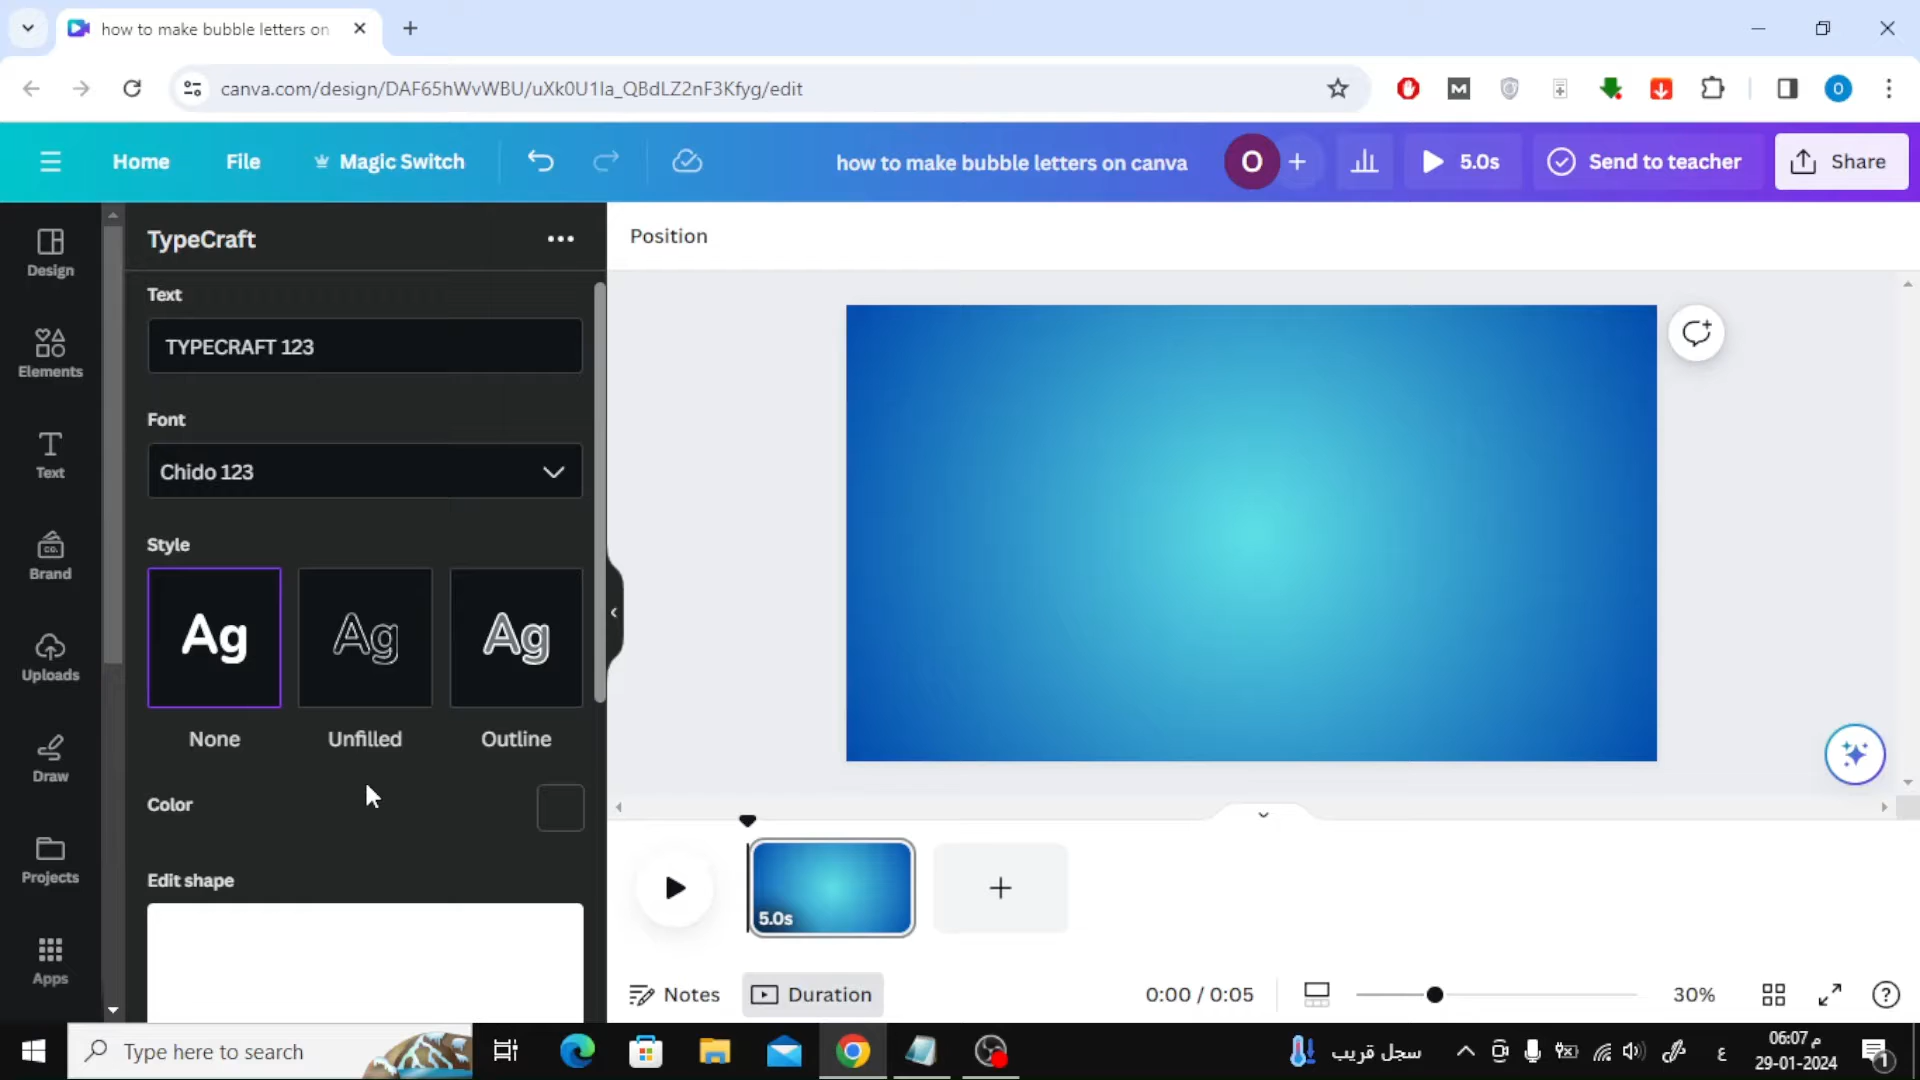 how to make bubble letters on
canva.com/design/DAF65hWvWBU/uXk0U1la_QBdLZ2nF3Kfyg/edit
Home
File
Magic Switch
how to make bubble letters on canva
O
5.0s
Send to teacher
Share
Design
Elements
Text
Brand
Uploads
Draw
Projects
Apps
TypeCraft
Text
TYPECRAFT 123
Font
Chido 123
Style
Ag
Ag
Ag
None
Unfilled
Outline
Color
Edit shape
Position
5.0s
Notes
Duration
0:00 / 0:05
30%
Type here to search
سجل قريب
ع
06:07 م
29-01-2024
1